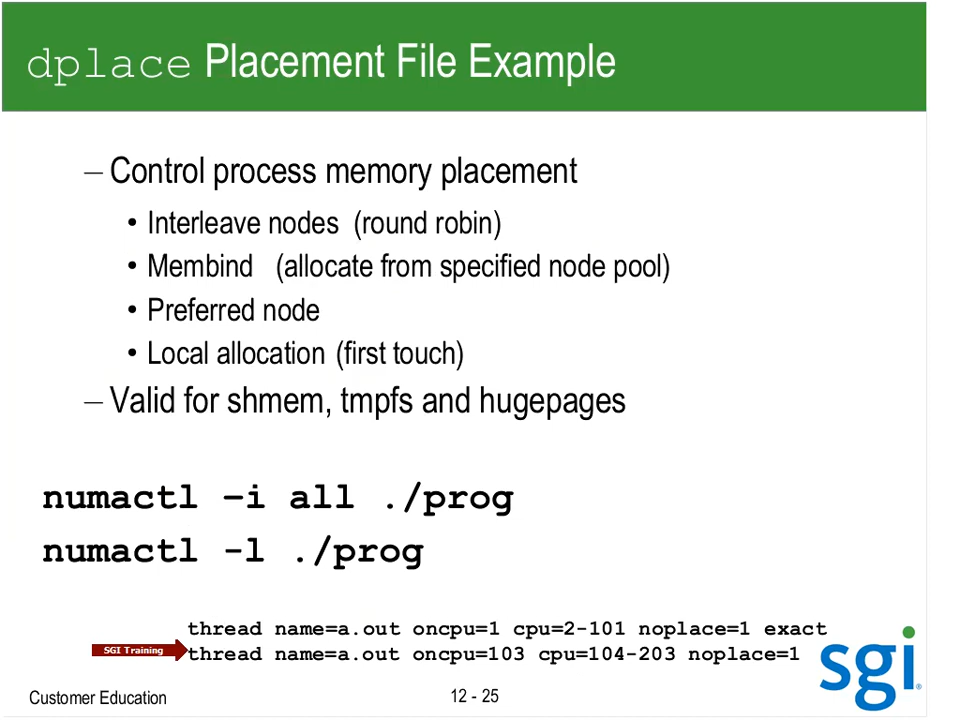 dplace Placement File Example
– Control process memory placement
• Interleave nodes (round robin)
• Membind (allocate from specified node pool)
• Preferred node
• Local allocation (first touch)
– Valid for shmem, tmpfs and hugepages
numactl –i all ./prog
numactl -l ./prog
thread name=a.out oncpu=1 cpu=2-101 noplace=1 exact
SGI Training
thread name=a.out oncpu=103 cpu=104-203 noplace=1
sgi®
Customer Education
12 - 25